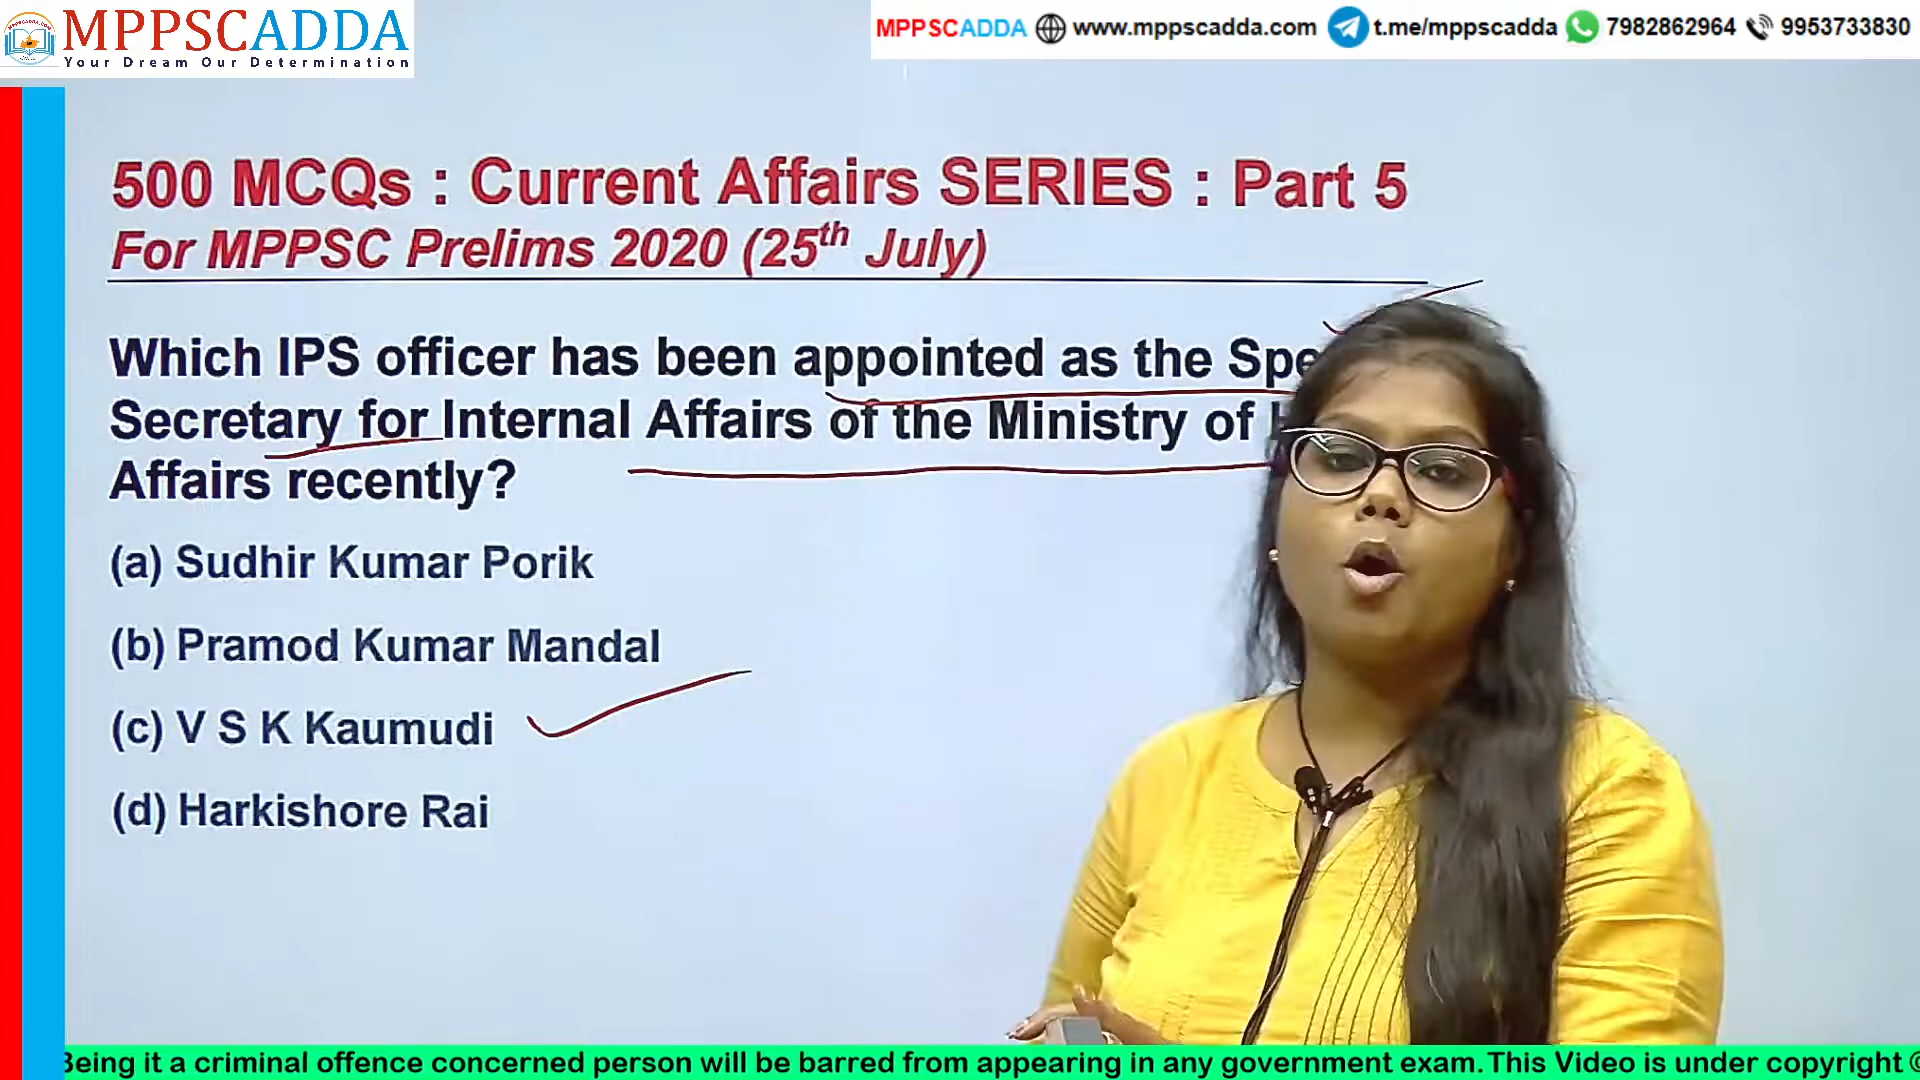 MPPSCADDA
Your Dream Our Determination
MPPSCADDA www.mppscadda.com t.me/mppscadda 7982862964 9953733830
500 MCQs : Current Affairs SERIES : Part 5
For MPPSC Prelims 2020 (25th July)
Which IPS officer has been appointed as the Spe
Secretary for Internal Affairs of the Ministry of H
Affairs recently?
(a) Sudhir Kumar Porik
(b) Pramod Kumar Mandal
(c) V S K Kaumudi
(d) Harkishore Rai
Being it a criminal offence concerned person will be barred from appearing in any government exam. This Video is under copyright ©